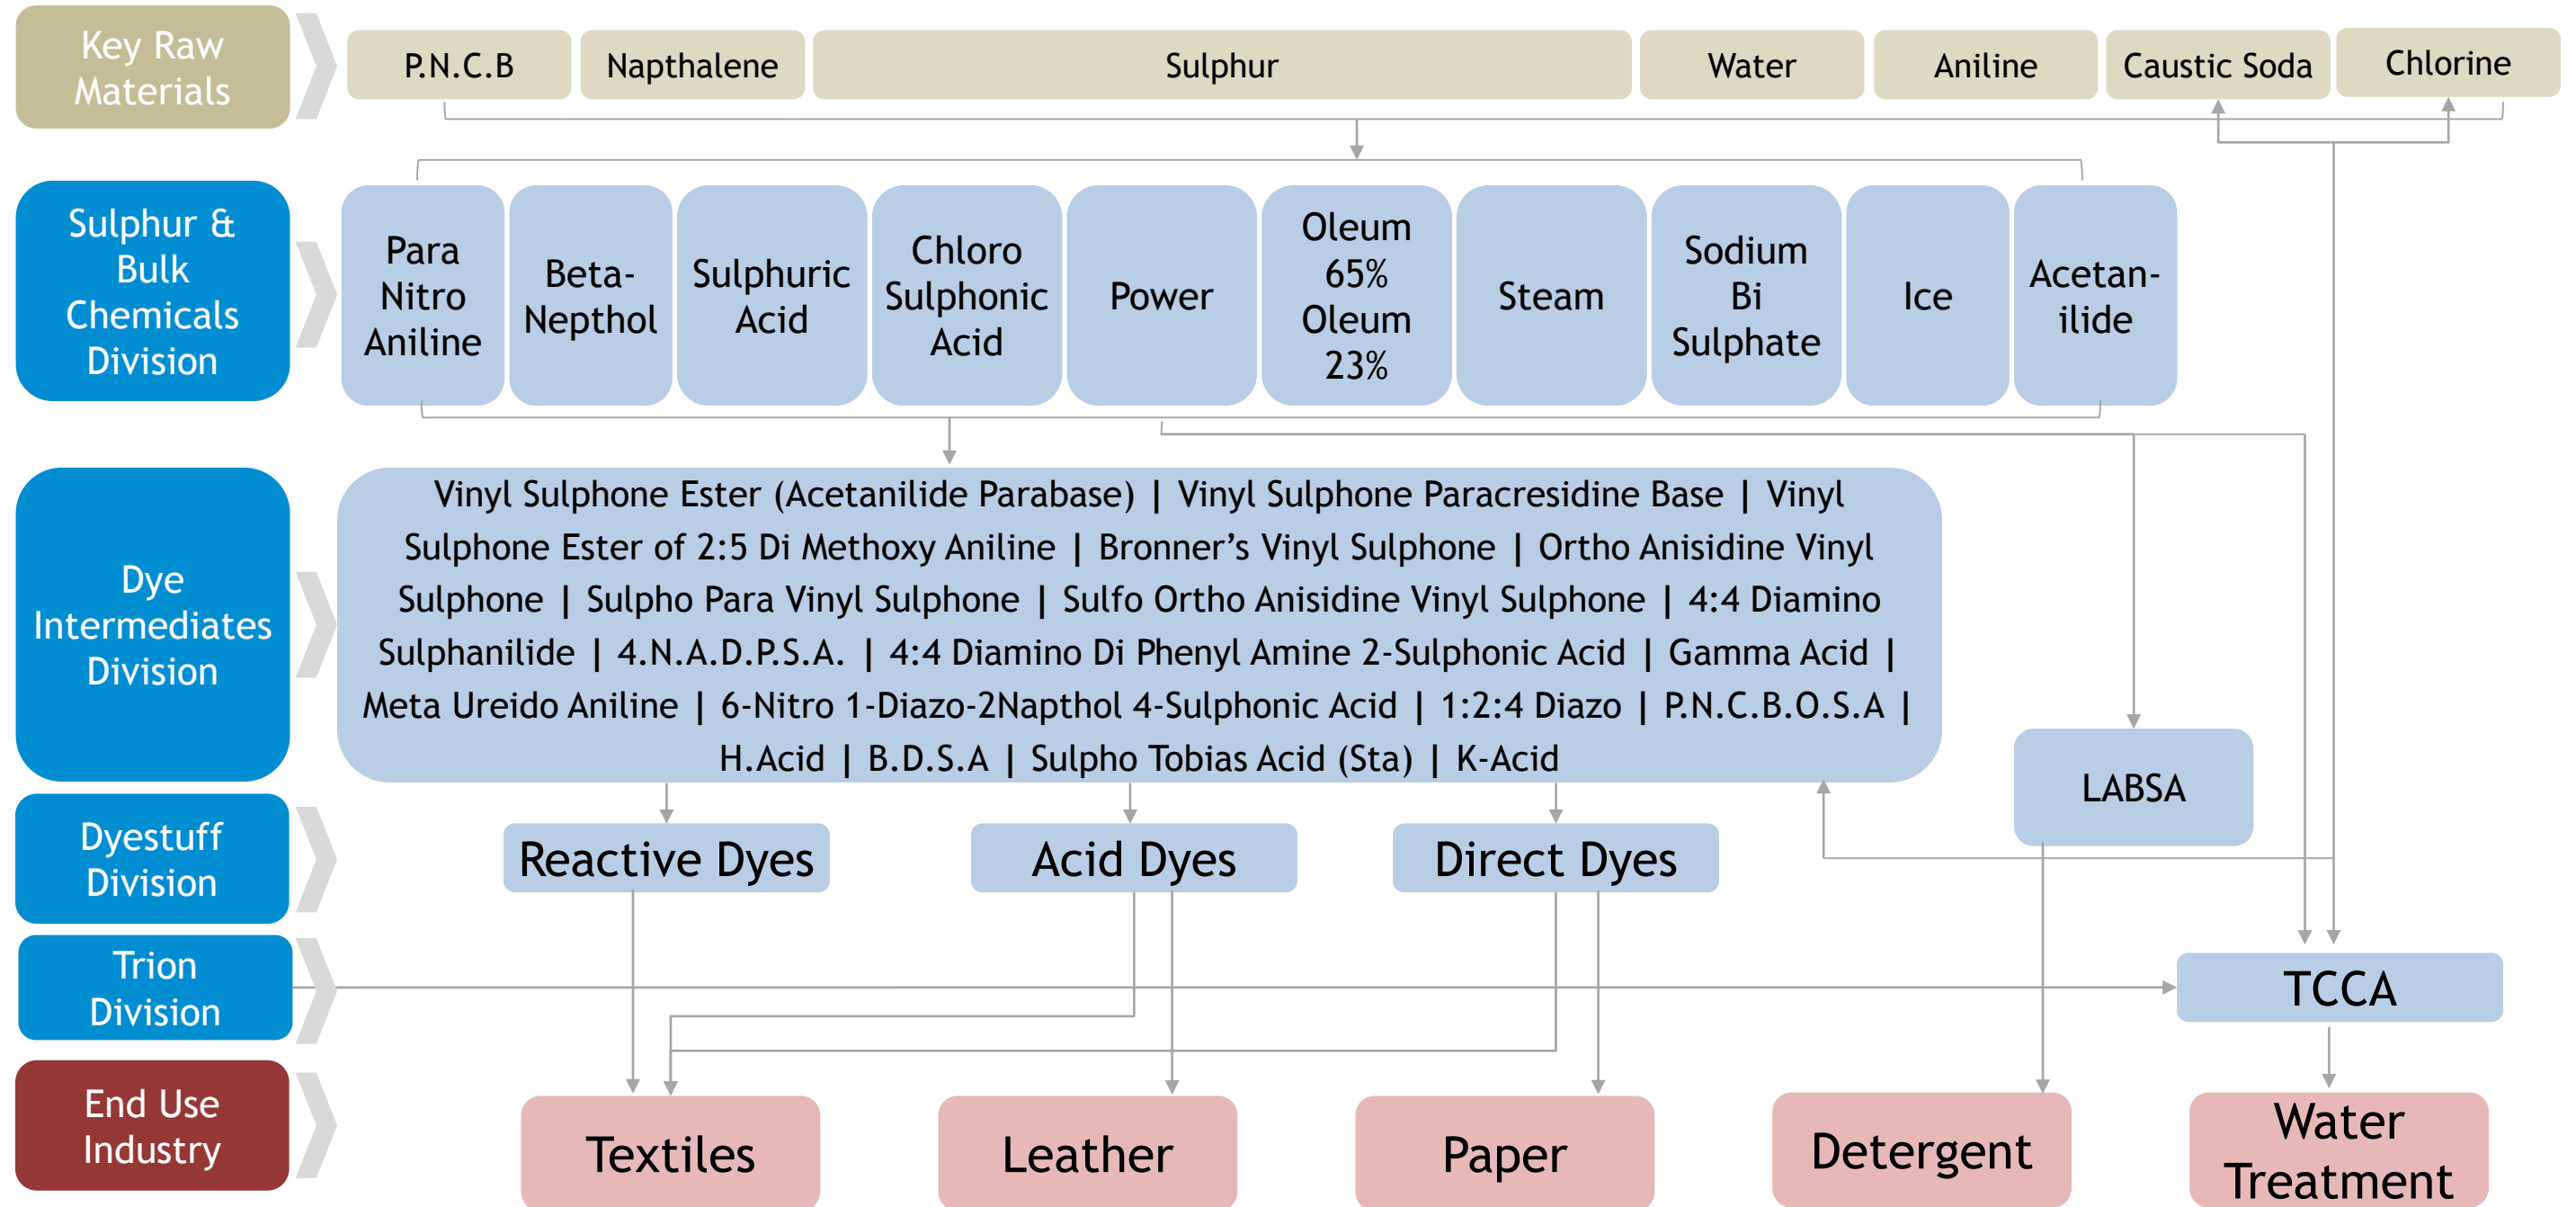 Key Raw
Materials
P.N.C.B
Napthalene
Sulphur
Water
Aniline
Caustic Soda
Chlorine
Sulphur &
Bulk
Chemicals
Division
Para
Nitro
Aniline
Beta-
Nepthol
Sulphuric
Acid
Chloro
Sulphonic
Acid
Power
Oleum
65%
Oleum
23%
Steam
Sodium
Bi
Sulphate
Ice
Acetan-
ilide
Dye
Intermediates
Division
Vinyl Sulphone Ester (Acetanilide Parabase) | Vinyl Sulphone Paracresidine Base | Vinyl
Sulphone Ester of 2:5 Di Methoxy Aniline | Bronner’s Vinyl Sulphone | Ortho Anisidine Vinyl
Sulphone | Sulpho Para Vinyl Sulphone | Sulfo Ortho Anisidine Vinyl Sulphone | 4:4 Diamino
Sulphanilide | 4.N.A.D.P.S.A. | 4:4 Diamino Di Phenyl Amine 2-Sulphonic Acid | Gamma Acid |
Meta Ureido Aniline | 6-Nitro 1-Diazo-2Napthol 4-Sulphonic Acid | 1:2:4 Diazo | P.N.C.B.O.S.A |
H.Acid | B.D.S.A | Sulpho Tobias Acid (Sta) | K-Acid
LABSA
Dyestuff
Division
Reactive Dyes
Acid Dyes
Direct Dyes
Trion
Division
TCCA
End Use
Industry
Textiles
Leather
Paper
Detergent
Water
Treatment